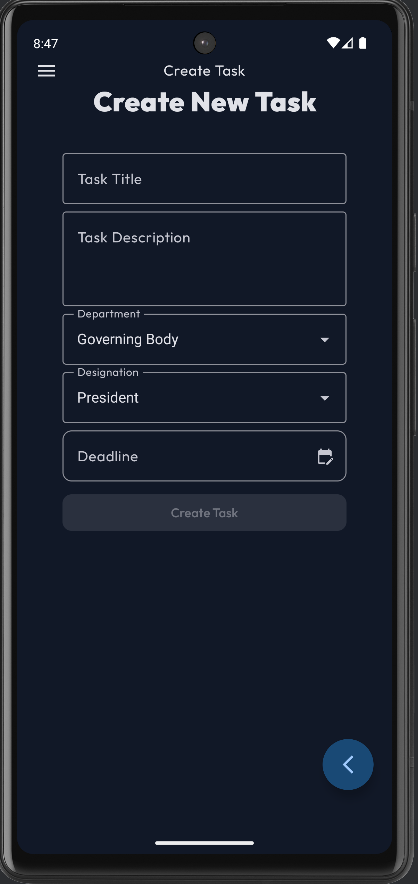 8:47
Create Task
Create New Task
Task Title
Task Description
Department
Governing Body
Designation
President
Deadline
Create Task